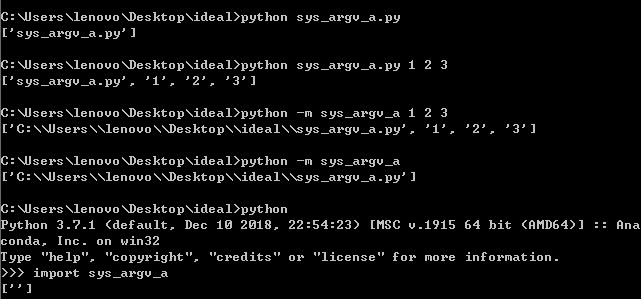 C:\Users\lenovo\Desktop\ideal>python sys_argv_a.py
['sys_argv_a.py']
C:\Users\lenovo\Desktop\ideal>python sys_argv_a.py 1 2 3
['sys_argv_a.py', '1', '2', '3']
C:\Users\lenovo\Desktop\ideal>python -m sys_argv_a 1 2 3
['C:\\Users\\lenovo\\Desktop\\ideal\\sys_argv_a.py', '1', '2', '3']
C:\Users\lenovo\Desktop\ideal>python -m sys_argv_a
['C:\\Users\\lenovo\\Desktop\\ideal\\sys_argv_a.py']
C:\Users\lenovo\Desktop\ideal>python
Python 3.7.1 (default, Dec 10 2018, 22:54:23) [MSC v.1915 64 bit (AMD64)] :: Ana
conda, Inc. on win32
Type "help", "copyright", "credits" or "license" for more information.
>>> import sys_argv_a
['']